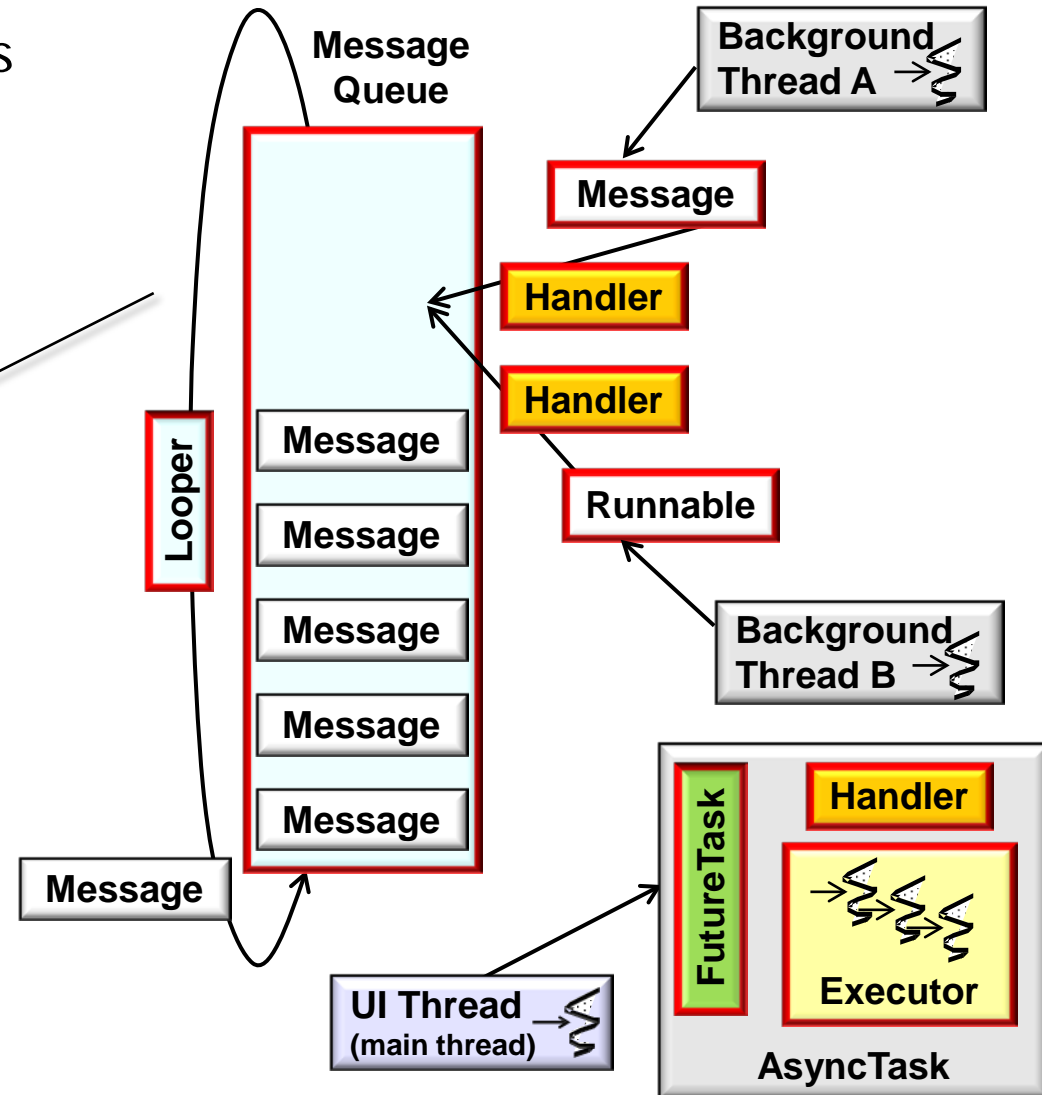 s
Message
Queue
Background
Thread A
Message
Handler
Handler
Message
Looper
Runnable
Message
Message
Background
Thread B
Message
Message
Message
FutureTask
Handler
Executor
AsyncTask
UI Thread
(main thread)